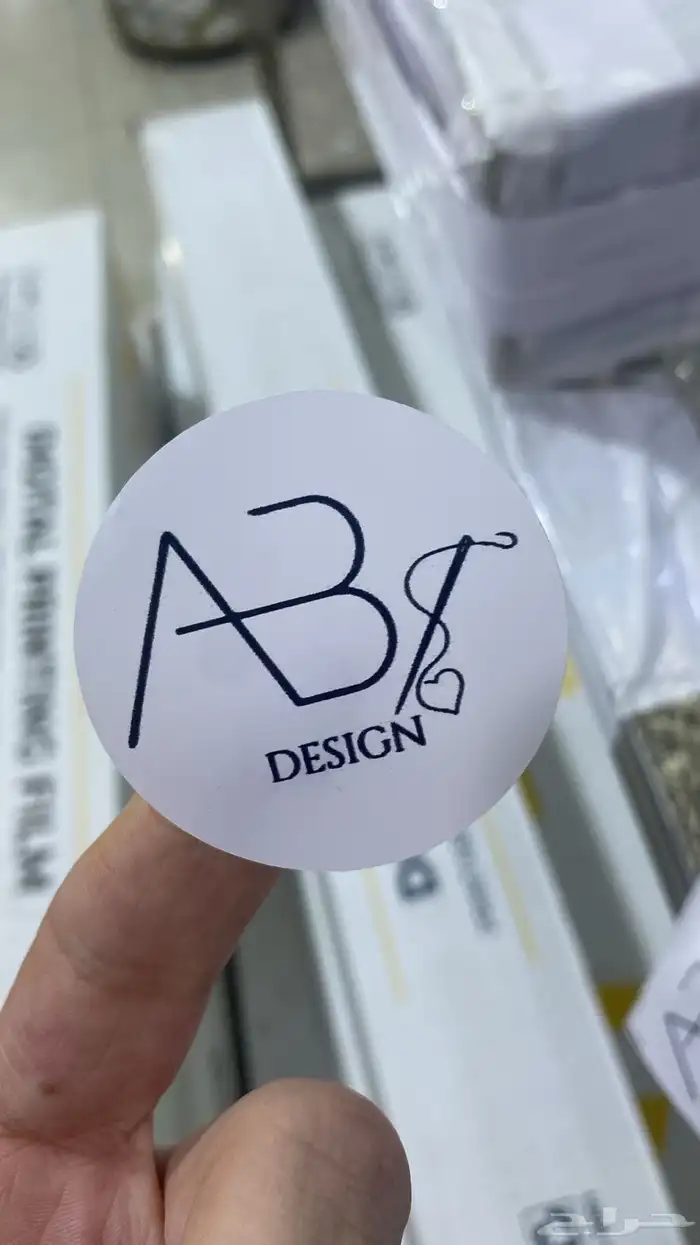 AB
DESIGN
DIGITAL PRINTING FILM
حراج